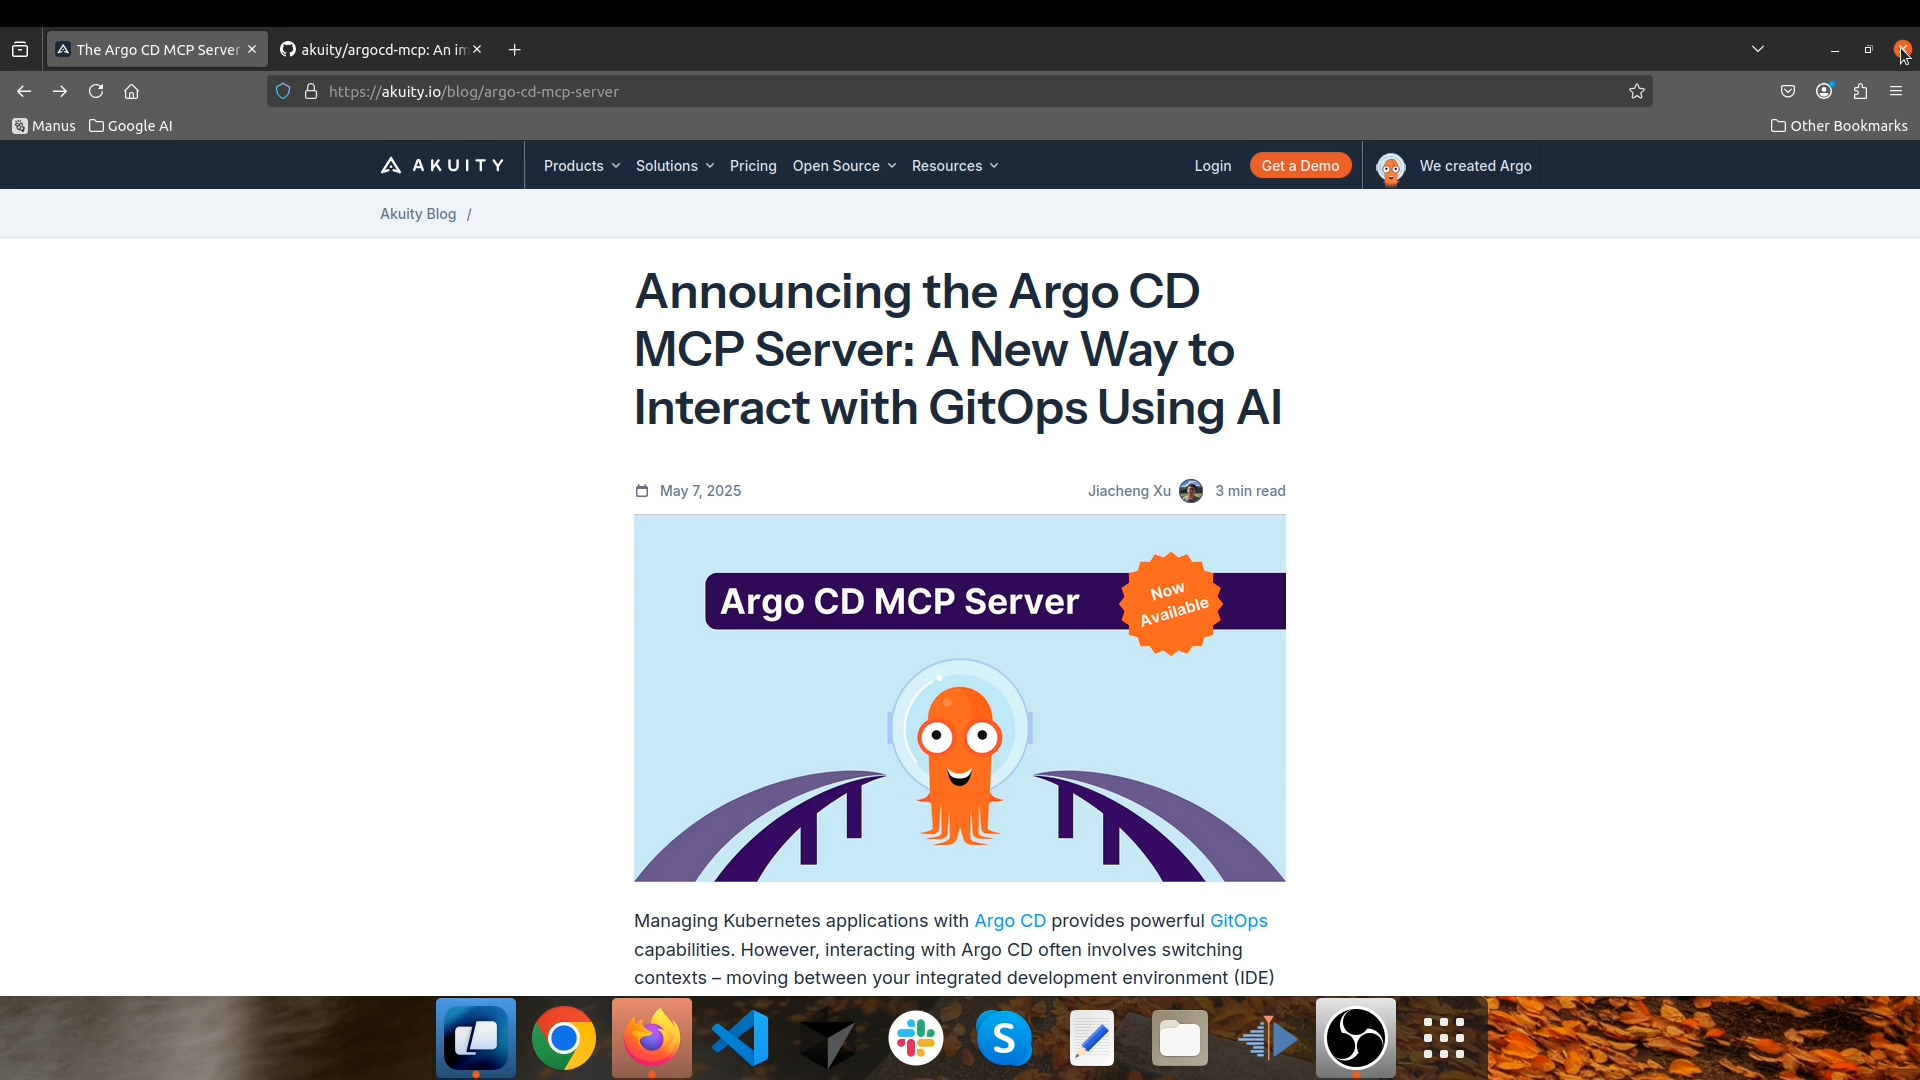 The Argo CD MCP Server
akuity/argocd-mcp: An im
https://akuity.io/blog/argo-cd-mcp-server
Manus
Google AI
Other Bookmarks
AKUITY
Products
Solutions
Pricing
Open Source
Resources
Login
Get a Demo
We created Argo
Akuity Blog /
Announcing the Argo CD
MCP Server: A New Way to
Interact with GitOps Using AI
May 7, 2025
Jiacheng Xu
3 min read
Argo CD MCP Server
Now
Available
Managing Kubernetes applications with Argo CD provides powerful GitOps
capabilities. However, interacting with Argo CD often involves switching
contexts – moving between your integrated development environment (IDE)